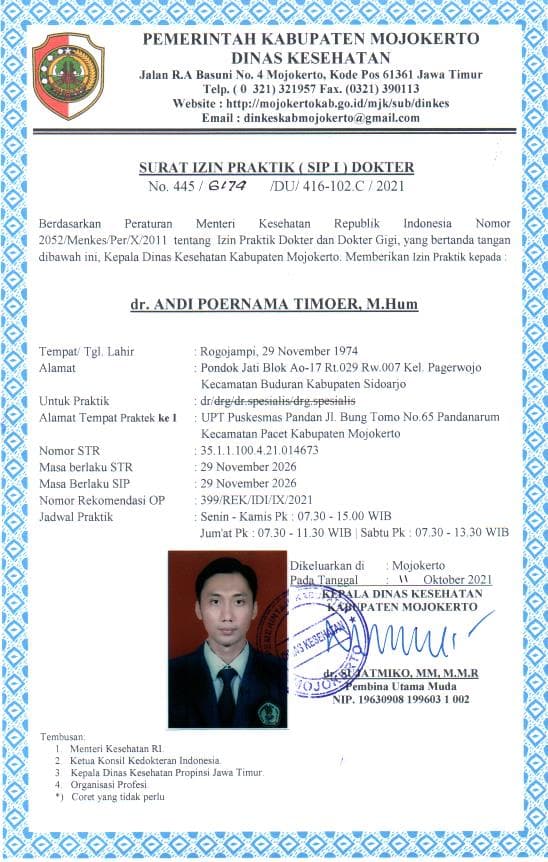 PEMERINTAH KABUPATEN MOJOKERTO
DINAS KESEHATAN
Jalan R.A Basuni No. 4 Mojokerto, Kode Pos 61361 Jawa Timur
Telp. ( 0 321) 321957 Fax. (0321) 390113
Website : http://mojokertokab.go.id/mjk/sub/dinkes
Email : dinkeskabmojokerto@gmail.com
SURAT IZIN PRAKTIK ( SIP I ) DOKTER
No. 445 / 6179 /DU/ 416-102.C / 2021
Berdasarkan Peraturan Menteri Kesehatan Republik Indonesia Nomor
2052/Menkes/Per/X/2011 tentang Izin Praktik Dokter dan Dokter Gigi, yang bertanda tangan
dibawah ini, Kepala Dinas Kesehatan Kabupaten Mojokerto. Memberikan Izin Praktik kepada :
dr. ANDI POERNAMA TIMOER, M.Hum
Tempat/ Tgl. Lahir : Rogojampi, 29 November 1974
Alamat : Pondok Jati Blok Ao-17 Rt.029 Rw.007 Kel. Pagerwojo
Kecamatan Buduran Kabupaten Sidoarjo
Untuk Praktik : dr/drg/dr.spesialis/drg.spesialis
Alamat Tempat Praktek ke I : UPT Puskesmas Pandan Jl. Bung Tomo No.65 Pandanarum
Kecamatan Pacet Kabupaten Mojokerto
Nomor STR : 35.1.1.100.4.21.014673
Masa berlaku STR : 29 November 2026
Masa Berlaku SIP : 29 November 2026
Nomor Rekomendasi OP : 399/REK/IDI/IX/2021
Jadwal Praktik : Senin - Kamis Pk : 07.30 - 15.00 WIB
Jum'at Pk : 07.30 - 11.30 WIB | Sabtu Pk : 07.30 - 13.30 WIB
Dikeluarkan di : Mojokerto
Pada Tanggal : 11 Oktober 2021
KEPALA DINAS KESEHATAN
KABUPATEN MOJOKERTO
DINAS KESEHATAN
MOJOKERTO
dr. SUJATMIKO, MM, M.M.R
Pembina Utama Muda
NIP. 19630908 199603 1 002
Tembusan:
1. Menteri Kesehatan RI.
2. Ketua Konsil Kedokteran Indonesia.
3 Kepala Dinas Kesehatan Propinsi Jawa Timur.
4. Organisasi Profesi.
*) Coret yang tidak perlu